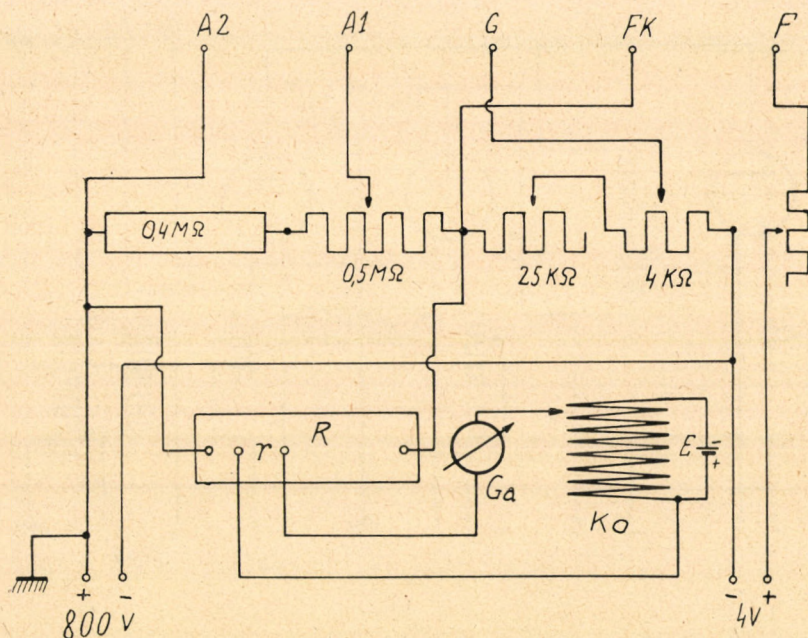 A2 A1 G FK F
0,4MΩ
0,5MΩ 25KΩ 4KΩ
r R
Ga
E
Ko
+ - - +
800 V 4V